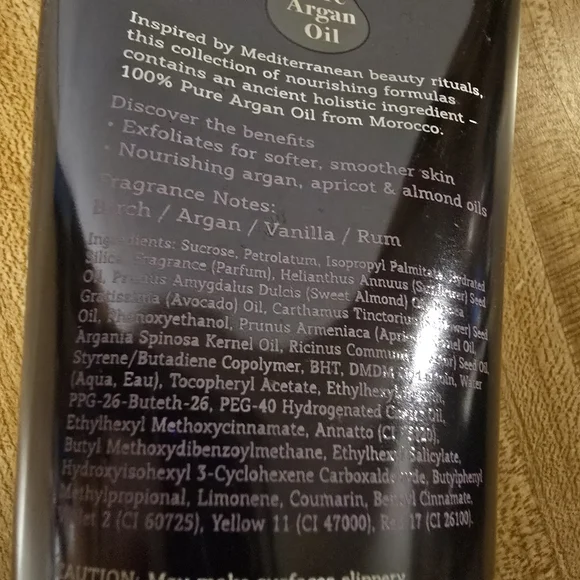 Argan
Oil
Inspired by Mediterranean beauty rituals,
this collection of nourishing formulas
contains an ancient holistic ingredient –
100% Pure Argan Oil from Morocco.
Discover the benefits
• Exfoliates for softer, smoother skin
• Nourishing argan, apricot & almond oils
Fragrance Notes:
Birch / Argan / Vanilla / Rum
Ingredients: Sucrose, Petrolatum, Isopropyl Palmitate, Hydrated
Silica, Fragrance (Parfum), Helianthus Annuus (Sunflower) Seed
Oil, Prunus Amygdalus Dulcis (Sweet Almond)
Gratissima (Avocado) Oil, Carthamus Tinctorius Seed
Oil, Phenoxyethanol, Prunus Armeniaca Oil,
Argania Spinosa Kernel Oil, Ricinus Seed Oil,
Styrene/Butadiene Copolymer, BHT, DMDM Water
(Aqua, Eau), Tocopheryl Acetate,
PPG-26-Buteth-26, PEG-40 Hydrogenated Castor Oil,
Ethylhexyl Methoxycinnamate, Annatto (CI
Butyl Methoxydibenzoylmethane, Ethylhexyl Salicylate,
Hydroxyisohexyl 3-Cyclohexene Carboxaldehyde, Butylphenyl
Methylpropional, Limonene, Coumarin, Benzyl Cinnamate,
Violet 2 (CI 60725), Yellow 11 (CI 47000), Red 17 (CI 26100).
CAUTION: May make surfaces slippery.